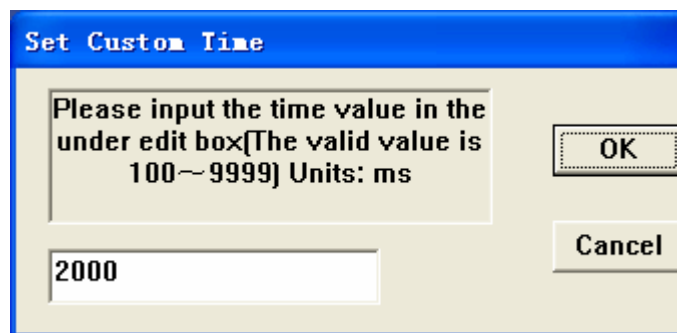 Set Custom Time
Please input the time value in the
under edit box(The valid value is
100～9999) Units: ms
OK
2000
Cancel